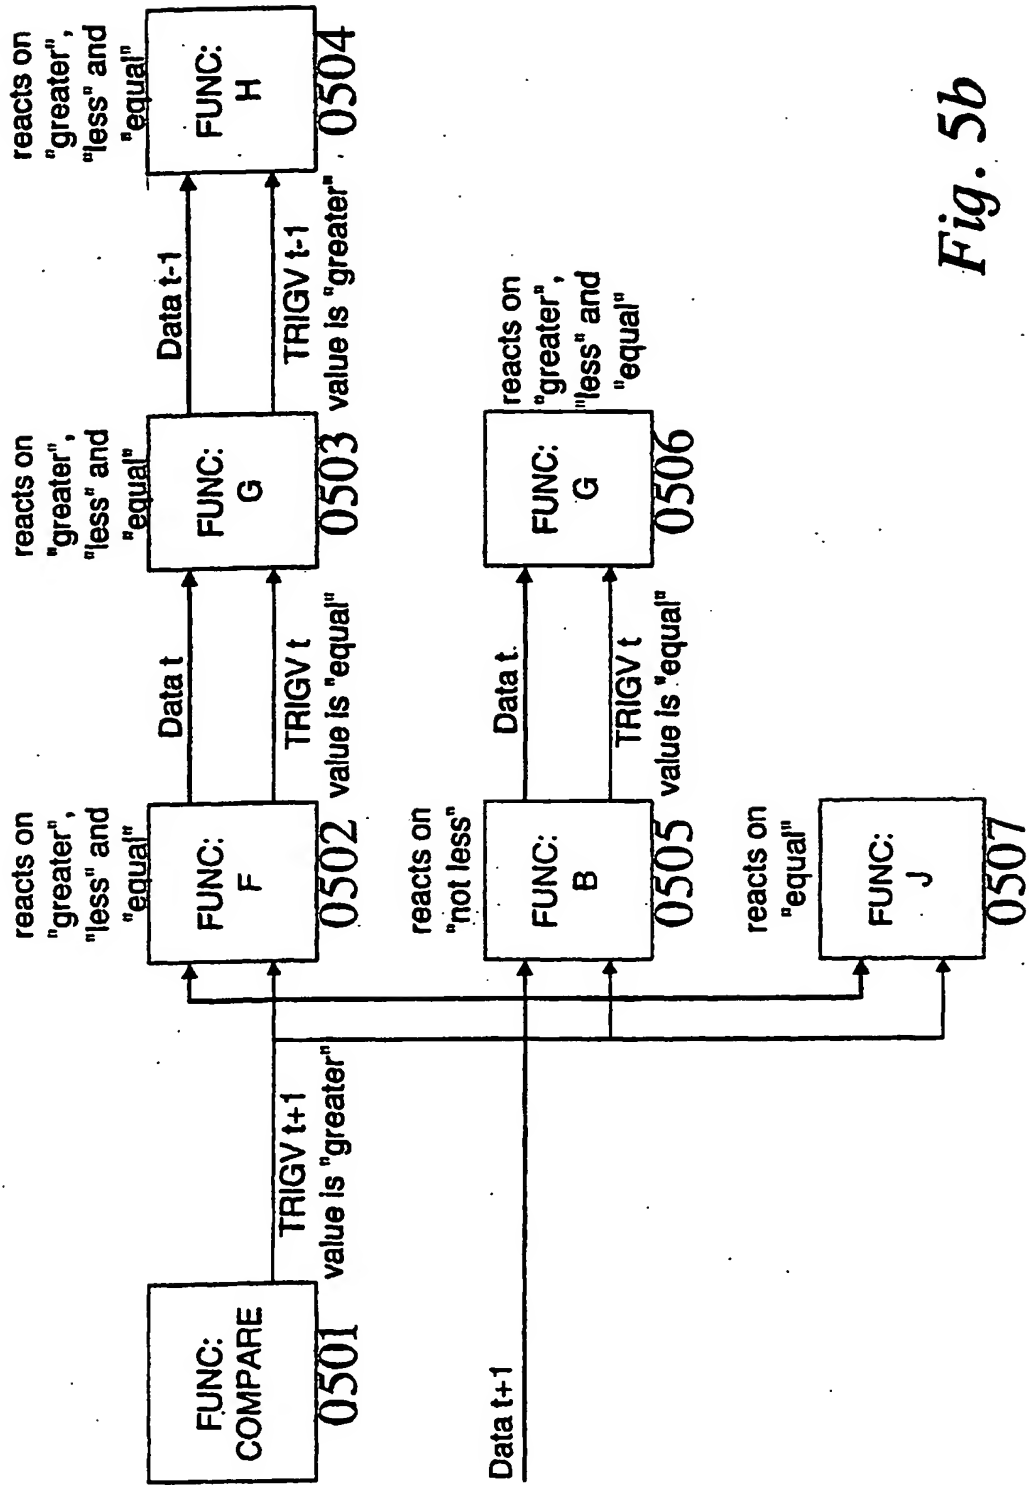 FUNC:
COMPARE
0501
TRIGV t+1
value is "greater"
reacts on
"greater",
"less" and
"equal"
FUNC:
F
0502
Data t
TRIGV t
value is "equal"
reacts on
"greater",
"less" and
"equal"
FUNC:
G
0503
Data t-1
TRIGV t-1
value is "greater"
reacts on
"greater",
"less" and
"equal"
FUNC:
H
0504
Data t+1
reacts on
"not less"
FUNC:
B
0505
Data t
TRIGV t
value is "equal"
FUNC:
G
0506
reacts on
"greater",
"less" and
"equal"
reacts on
"equal"
FUNC:
J
0507
Fig. 5b